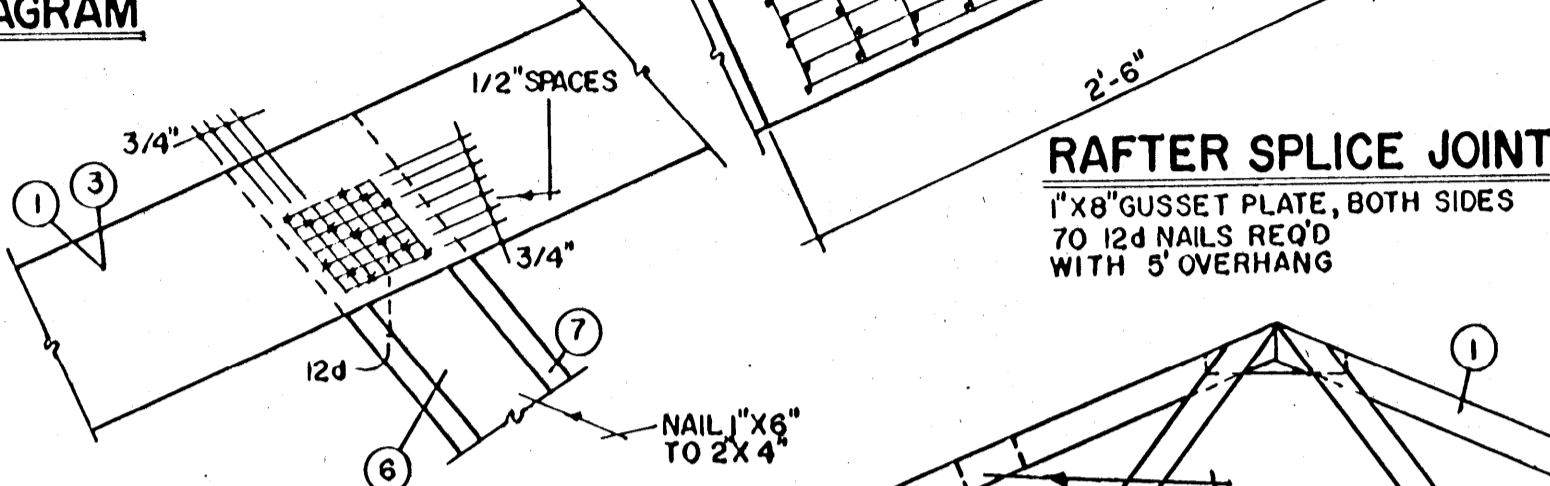 AGRAM
1/2" SPACES
3/4"
1
3
3/4"
12d
7
6
NAIL 1"X6"
TO 2X4"
2'-6"
RAFTER SPLICE JOINT
1"X8" GUSSET PLATE, BOTH SIDES
70 12d NAILS REQ'D
WITH 5' OVERHANG
1